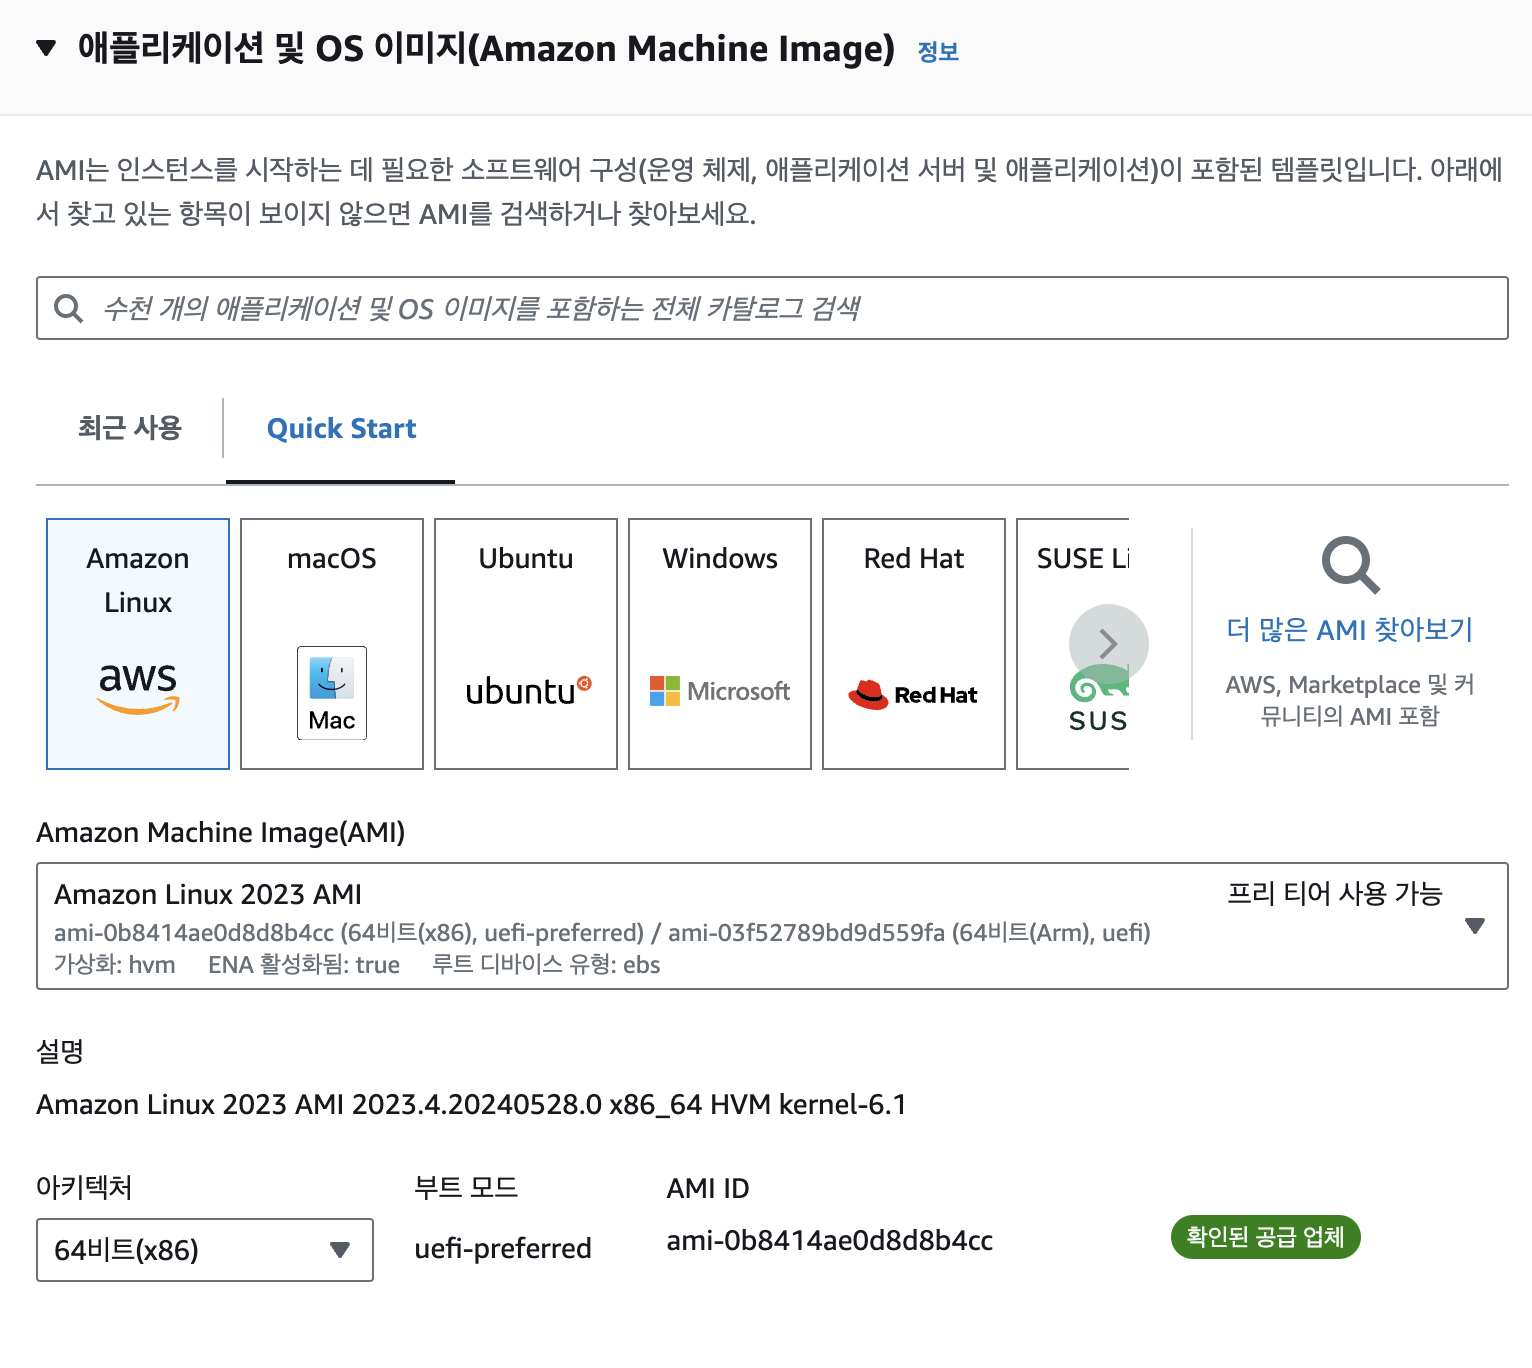 애플리케이션 및 OS 이미지(Amazon Machine Image) 정보
AMI는 인스턴스를 시작하는 데 필요한 소프트웨어 구성(운영 체제, 애플리케이션 서버 및 애플리케이션)이 포함된 템플릿입니다. 아래에
서 찾고 있는 항목이 보이지 않으면 AMI를 검색하거나 찾아보세요.
수천 개의 애플리케이션 및 OS 이미지를 포함하는 전체 카탈로그 검색
최근 사용
Quick Start
Amazon
Linux
aws
macOS
Mac
Ubuntu
ubuntu
Windows
Microsoft
Red Hat
Red Hat
SUSE Li
SUS
더 많은 AMI 찾아보기
AWS, Marketplace 및 커
뮤니티의 AMI 포함
Amazon Machine Image(AMI)
Amazon Linux 2023 AMI 프리 티어 사용 가능
ami-0b8414ae0d8d8b4cc (64비트(x86), uefi-preferred) / ami-03f52789bd9d559fa (64비트(Arm), uefi)
가상화: hvm ENA 활성화됨: true 루트 디바이스 유형: ebs
설명
Amazon Linux 2023 AMI 2023.4.20240528.0 x86_64 HVM kernel-6.1
아키텍처
64비트(x86)
부트 모드
uefi-preferred
AMI ID
ami-0b8414ae0d8d8b4cc
확인된 공급 업체